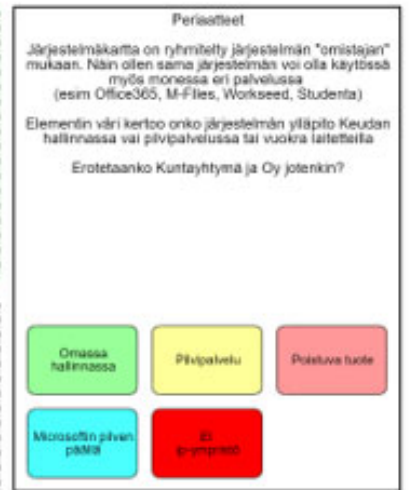 Periaatteet
Järjestelmäkartta on ryhmitelty järjestelmän "omistajan"
mukaan. Näin ollen sama järjestelmän voi olla käytössä
myös monessa eri palvelussa
(esim Office365, M-Files, Workseed, Studenta)
Elementin väri kertoo onko järjestelmän ylläpito Keudan
hallinnassa vai pilvipalvelussa tai vuokra laitetteilla
Erotetaanko Kuntayhtymä ja Oy jotenkin?
Omassa
hallinnassa
Pilvipalvelu
Poistuva tuote
Microsoftin pilven
päällä